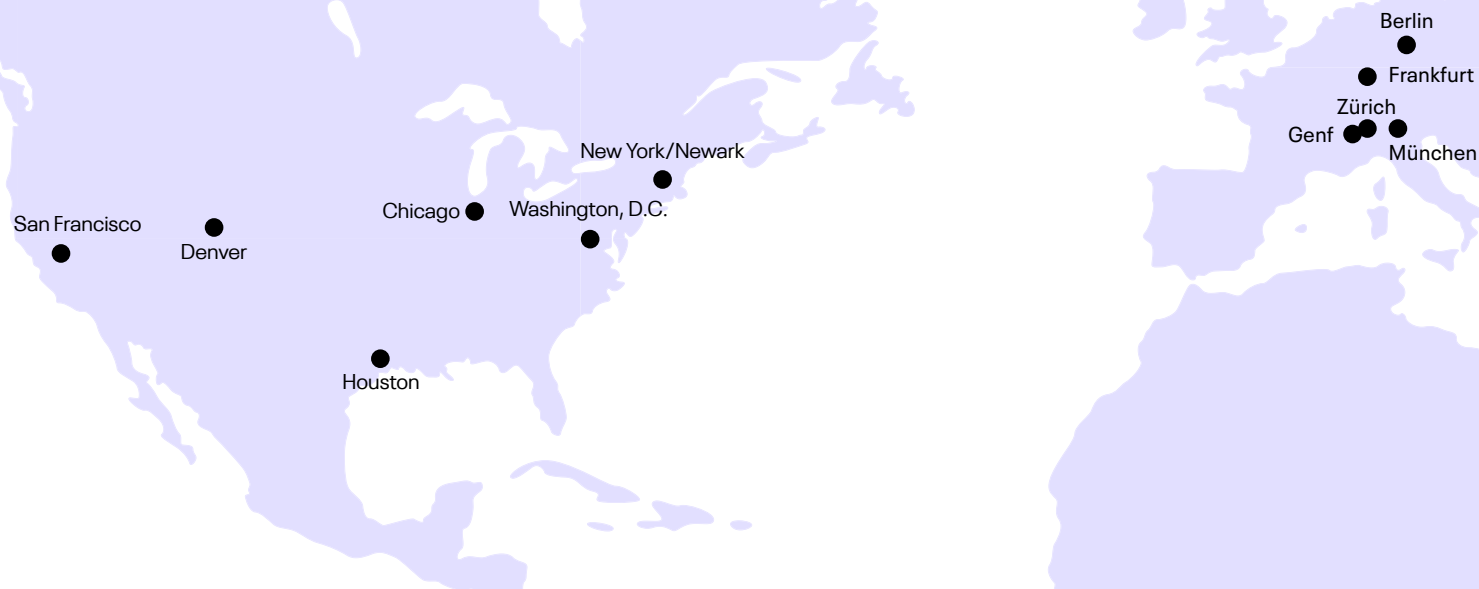 Berlin
Frankfurt
Zürich
Genf
München
New York/Newark
Chicago
Washington, D.C.
San Francisco
Denver
Houston